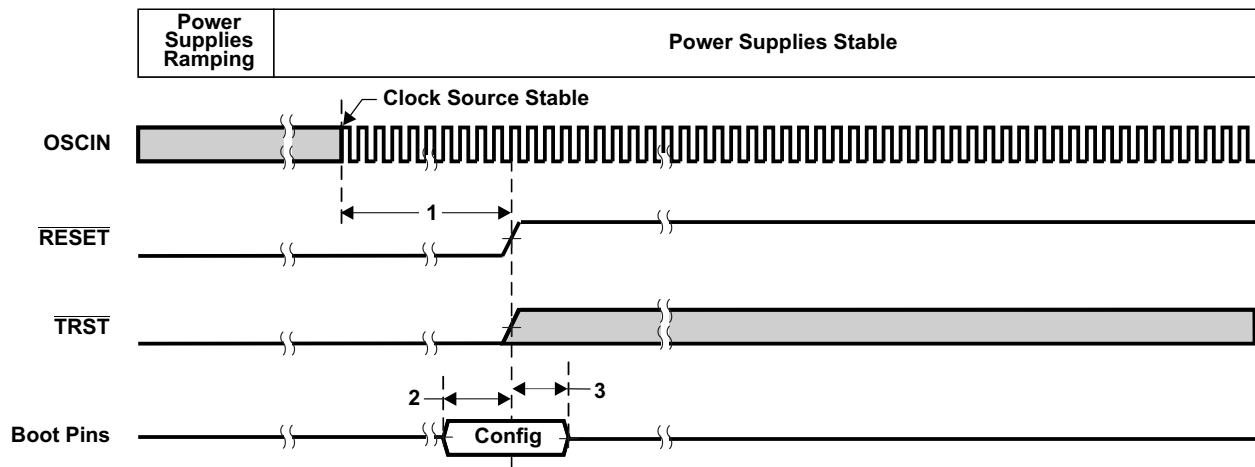 Power
Supplies
Ramping
Power Supplies Stable
Clock Source Stable
OSCIN
1
RESET
TRST
2
3
Boot Pins
Config